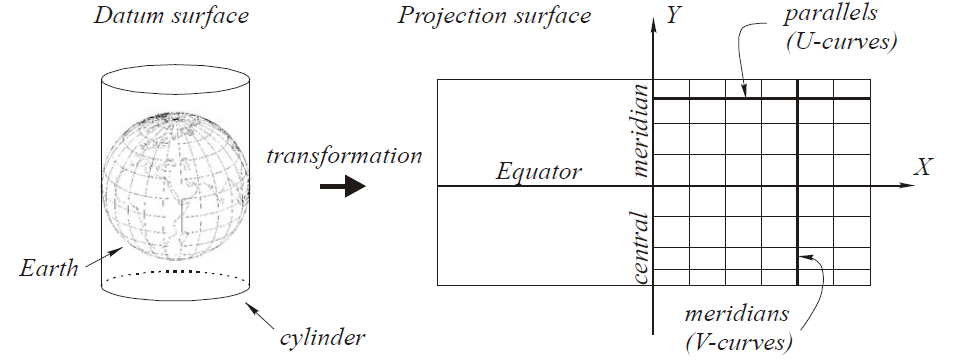 Datum surface
Projection surface
Y
parallels
(U-curves)
meridian
transformation
Equator
X
central
Earth
cylinder
meridians
(V-curves)